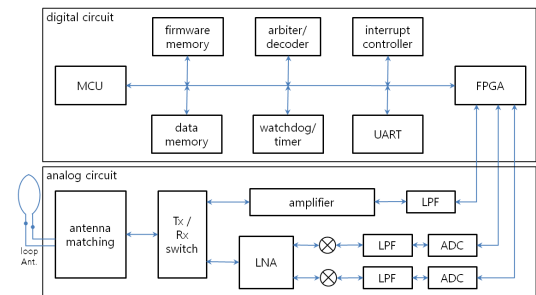 digital circuit
firmware
memory
arbiter/
decoder
interrupt
controller
MCU
FPGA
data
memory
watchdog/
timer
UART
analog circuit
antenna
matching
Tx /
Rx
switch
amplifier
LPF
LNA
LPF
ADC
LPF
ADC
loop
Ant.